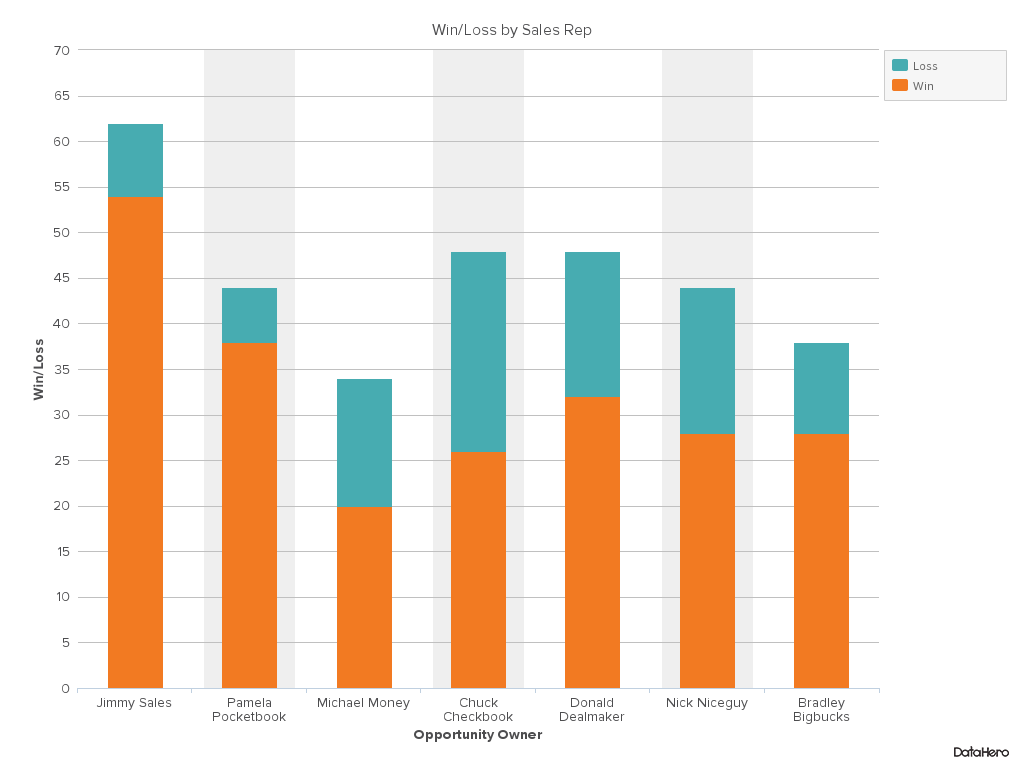 Win/Loss by Sales Rep
Loss
Win
70
65
60
55
50
45
40
35
30
25
20
15
10
5
0
Win/Loss
Jimmy Sales
Pamela
Pocketbook
Michael Money
Chuck
Checkbook
Donald
Dealmaker
Nick Niceguy
Bradley
Bigbucks
Opportunity Owner
DataHero